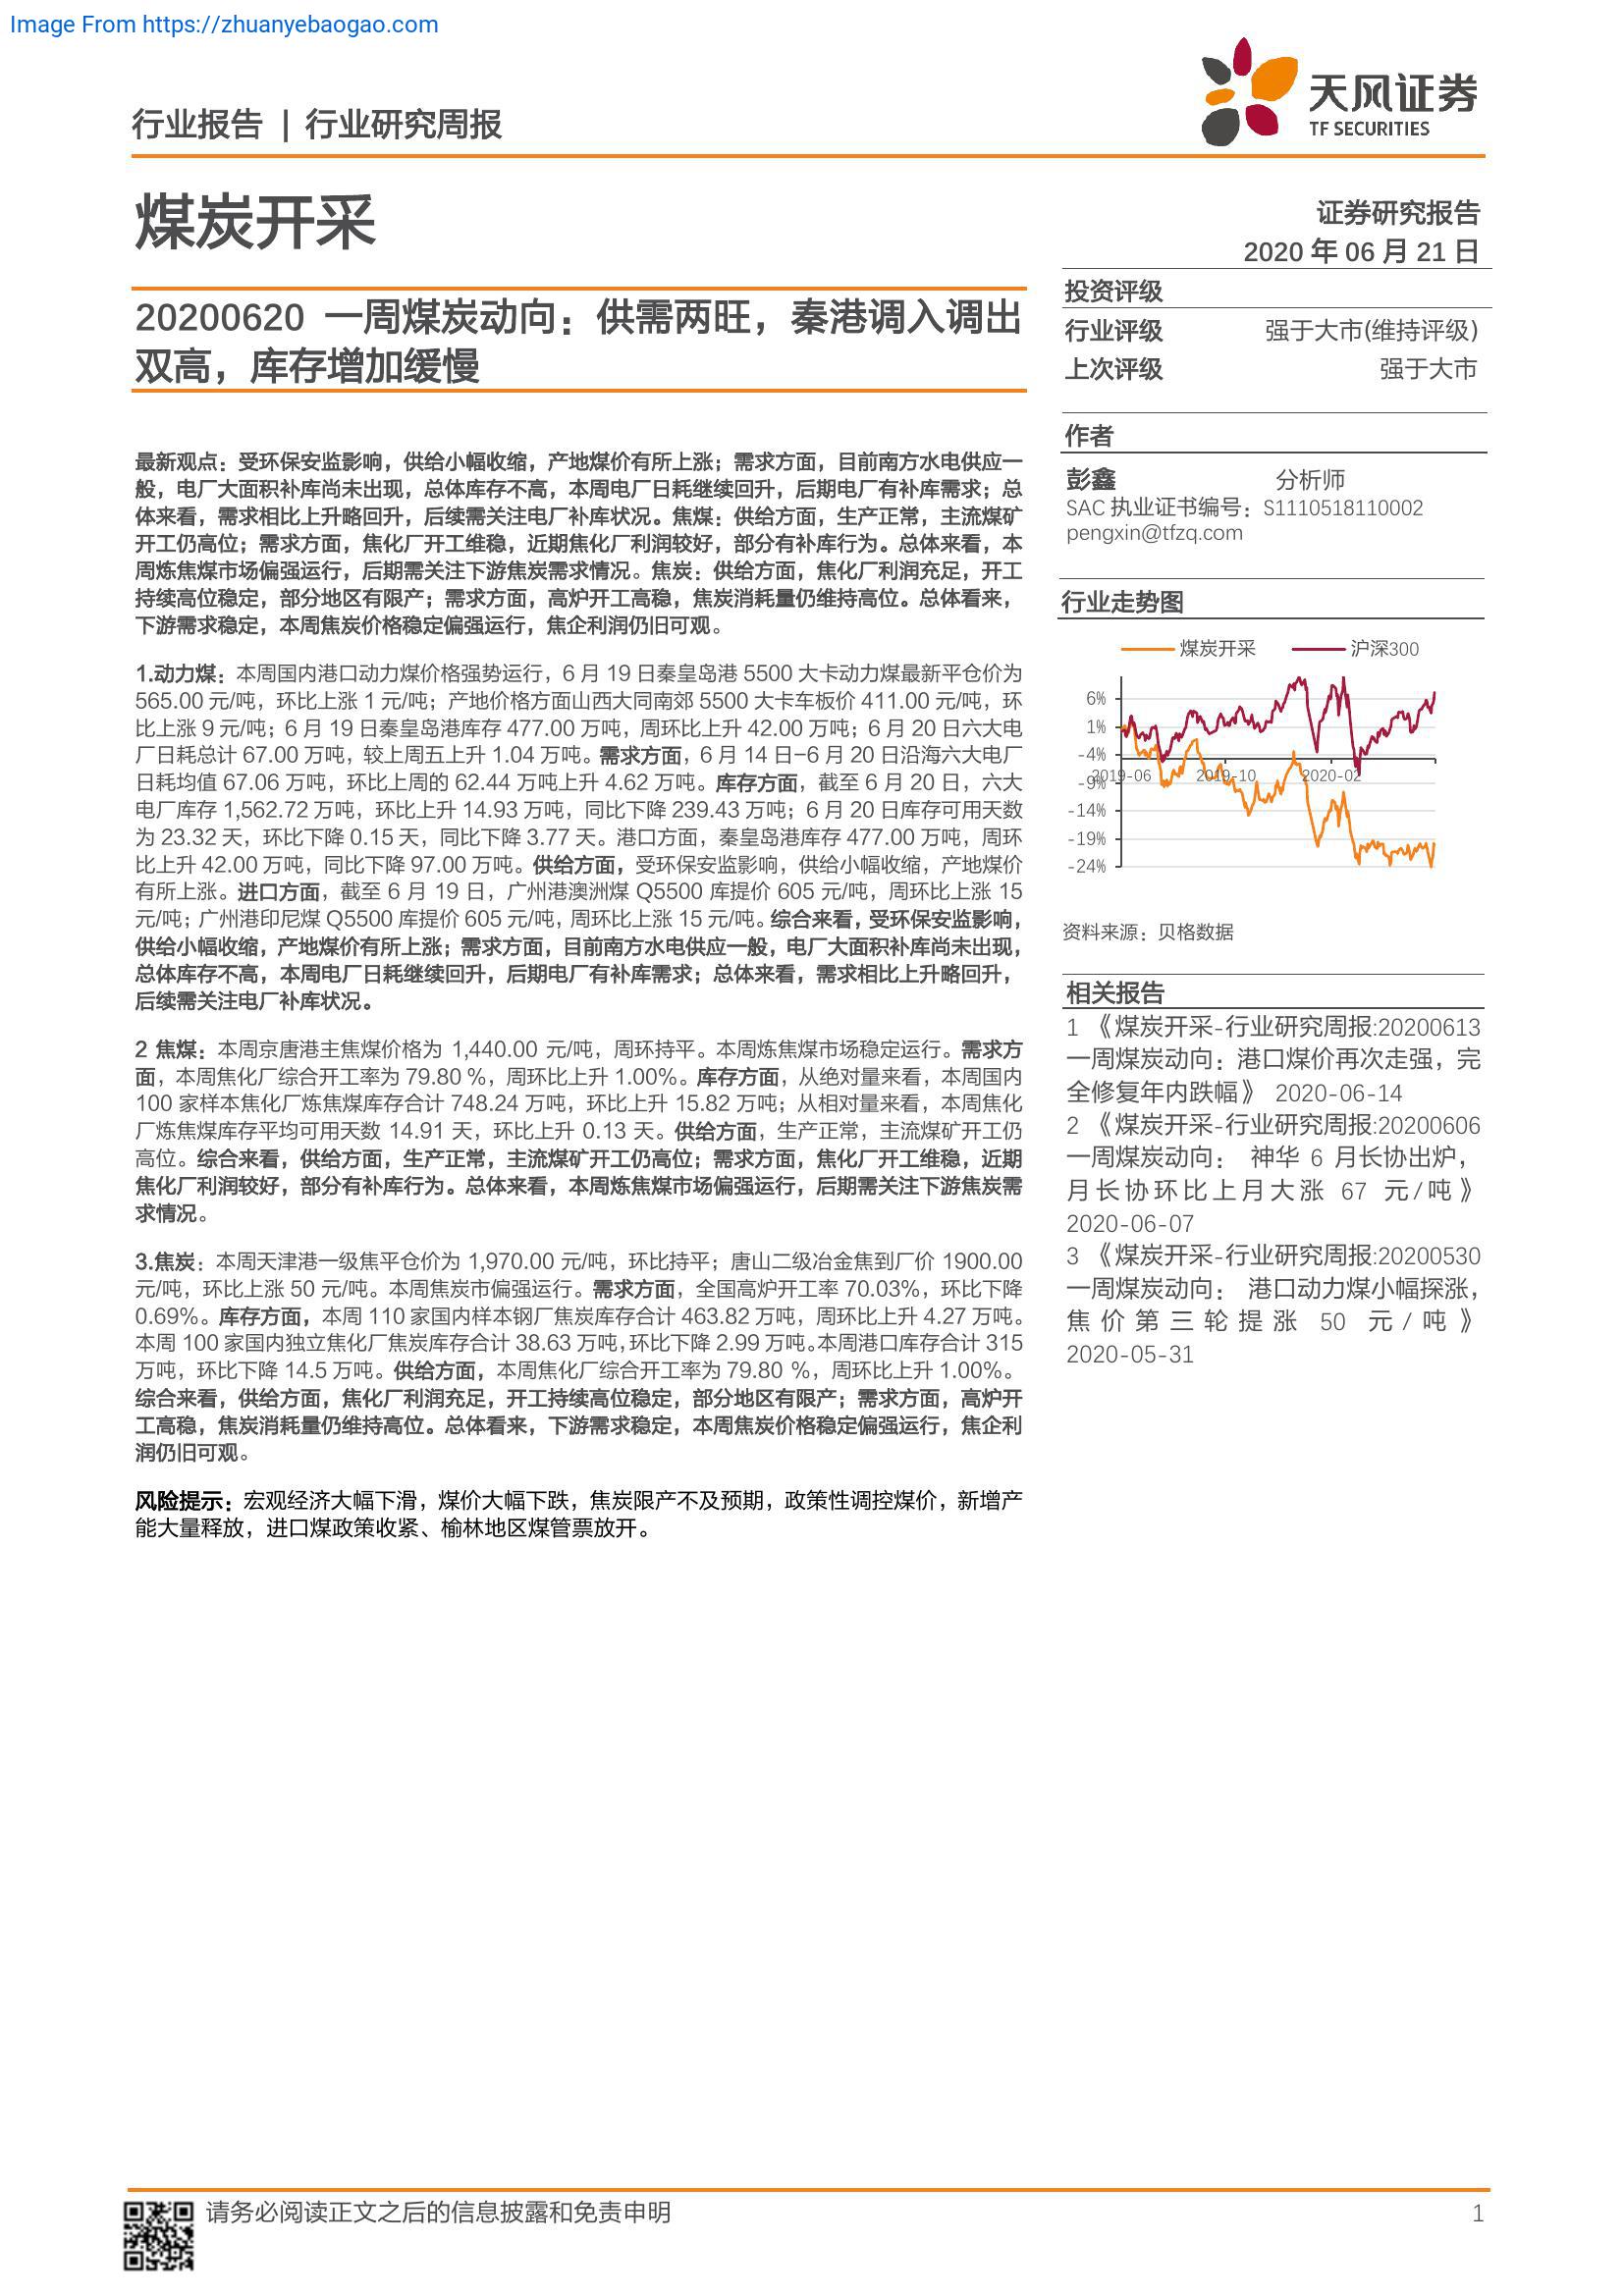 Image From https://zhuanyebaogao.com
行业报告 | 行业研究周报
天风证券
TF SECURITIES
煤炭开采
证券研究报告
2020 年 06 月 21 日
20200620 一周煤炭动向：供需两旺，秦港调入调出
双高，库存增加缓慢
最新观点：受环保安监影响，供给小幅收缩，产地煤价有所上涨；需求方面，目前南方水电供应一
般，电厂大面积补库尚未出现，总体库存不高，本周电厂日耗继续回升，后期电厂有补库需求；总
体来看，需求相比上升略回升，后续需关注电厂补库状况。焦煤：供给方面，生产正常，主流煤矿
开工仍高位；需求方面，焦化厂开工维稳，近期焦化厂利润较好，部分有补库行为。总体来看，本
周炼焦煤市场偏强运行，后期需关注下游焦炭需求情况。焦炭：供给方面，焦化厂利润充足，开工
持续高位稳定，部分地区有限产；需求方面，高炉开工高稳，焦炭消耗量仍维持高位。总体看来，
下游需求稳定，本周焦炭价格稳定偏强运行，焦企利润仍旧可观。
1.动力煤：本周国内港口动力煤价格强势运行，6 月 19 日秦皇岛港 5500 大卡动力煤最新平仓价为
565.00 元/吨，环比上涨 1 元/吨；产地价格方面山西大同南郊 5500 大卡车板价 411.00 元/吨，环
比上涨 9 元/吨；6 月 19 日秦皇岛港库存 477.00 万吨，周环比上升 42.00 万吨；6 月 20 日六大电
厂日耗总计 67.00 万吨，较上周五上升 1.04 万吨。需求方面，6 月 14 日–6 月 20 日沿海六大电厂
日耗均值 67.06 万吨，环比上周的 62.44 万吨上升 4.62 万吨。库存方面，截至 6 月 20 日，六大
电厂库存 1,562.72 万吨，环比上升 14.93 万吨，同比下降 239.43 万吨；6 月 20 日库存可用天数
为 23.32 天，环比下降 0.15 天，同比下降 3.77 天。港口方面，秦皇岛港库存 477.00 万吨，周环
比上升 42.00 万吨，同比下降 97.00 万吨。供给方面，受环保安监影响，供给小幅收缩，产地煤价
有所上涨。进口方面，截至 6 月 19 日，广州港澳洲煤 Q5500 库提价 605 元/吨，周环比上涨 15
元/吨；广州港印尼煤 Q5500 库提价 605 元/吨，周环比上涨 15 元/吨。综合来看，受环保安监影响，
供给小幅收缩，产地煤价有所上涨；需求方面，目前南方水电供应一般，电厂大面积补库尚未出现，
总体库存不高，本周电厂日耗继续回升，后期电厂有补库需求；总体来看，需求相比上升略回升，
后续需关注电厂补库状况。
2 焦煤：本周京唐港主焦煤价格为 1,440.00 元/吨，周环持平。本周炼焦煤市场稳定运行。需求方
面，本周焦化厂综合开工率为 79.80 %，周环比上升 1.00%。库存方面，从绝对量来看，本周国内
100 家样本焦化厂炼焦煤库存合计 748.24 万吨，环比上升 15.82 万吨；从相对量来看，本周焦化
厂炼焦煤库存平均可用天数 14.91 天，环比上升 0.13 天。供给方面，生产正常，主流煤矿开工仍
高位。综合来看，供给方面，生产正常，主流煤矿开工仍高位；需求方面，焦化厂开工维稳，近期
焦化厂利润较好，部分有补库行为。总体来看，本周炼焦煤市场偏强运行，后期需关注下游焦炭需
求情况。
3.焦炭：本周天津港一级焦平仓价为 1,970.00 元/吨，环比持平；唐山二级冶金焦到厂价 1900.00
元/吨，环比上涨 50 元/吨。本周焦炭市偏强运行。需求方面，全国高炉开工率 70.03%，环比下降
0.69%。库存方面，本周 110 家国内样本钢厂焦炭库存合计 463.82 万吨，周环比上升 4.27 万吨。
本周 100 家国内独立焦化厂焦炭库存合计 38.63 万吨，环比下降 2.99 万吨。本周港口库存合计 315
万吨，环比下降 14.5 万吨。供给方面，本周焦化厂综合开工率为 79.80 %，周环比上升 1.00%。
综合来看，供给方面，焦化厂利润充足，开工持续高位稳定，部分地区有限产；需求方面，高炉开
工高稳，焦炭消耗量仍维持高位。总体看来，下游需求稳定，本周焦炭价格稳定偏强运行，焦企利
润仍旧可观。
风险提示：宏观经济大幅下滑，煤价大幅下跌，焦炭限产不及预期，政策性调控煤价，新增产
能大量释放，进口煤政策收紧、榆林地区煤管票放开。
投资评级
行业评级 强于大市(维持评级)
上次评级 强于大市
作者
彭鑫 分析师
SAC 执业证书编号：S1110518110002
pengxin@tfzq.com
行业走势图
煤炭开采 沪深300
6%
1%
-4%
2019-06 2019-10 2020-02
-9%
-14%
-19%
-24%
资料来源：贝格数据
相关报告
1 《煤炭开采-行业研究周报:20200613
一周煤炭动向：港口煤价再次走强，完
全修复年内跌幅》 2020-06-14
2 《煤炭开采-行业研究周报:20200606
一周煤炭动向： 神华 6 月长协出炉，
月长协环比上月大涨 67 元/吨》
2020-06-07
3 《煤炭开采-行业研究周报:20200530
一周煤炭动向： 港口动力煤小幅探涨，
焦价第三轮提涨 50 元/吨》
2020-05-31
请务必阅读正文之后的信息披露和免责申明
1